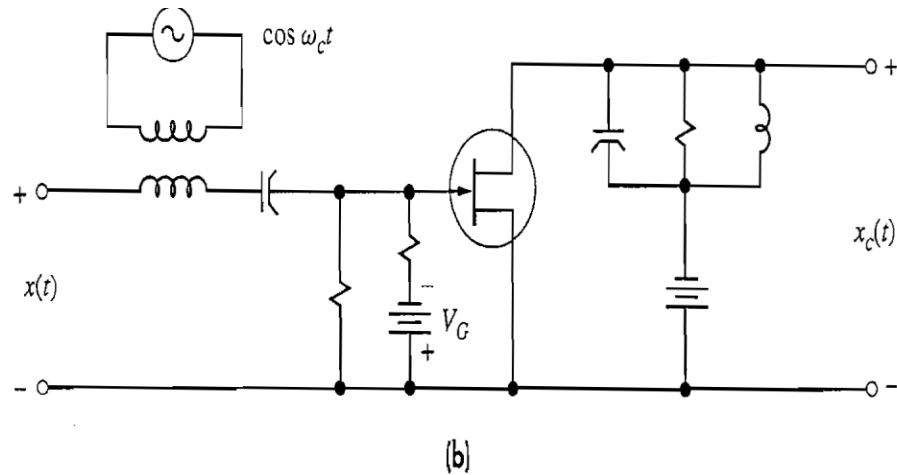 cos ω_c t
+
+
x(t)
−
V_G
+
x_c(t)
−
−
(b)